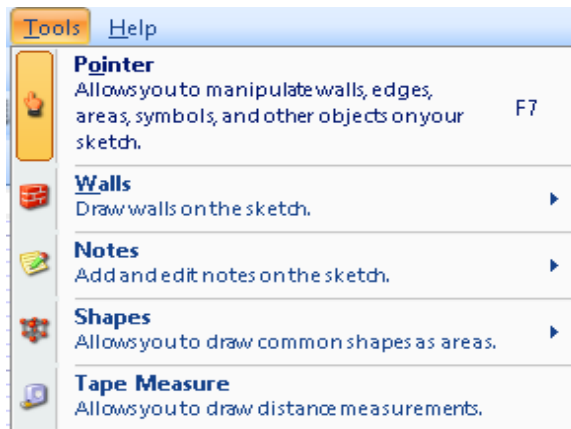 Tools Help
Pointer
Allows you to manipulate walls, edges,
areas, symbols, and other objects on your F7
sketch.
Walls
Draw walls on the sketch.
Notes
Add and edit notes on the sketch.
Shapes
Allows you to draw common shapes as areas.
Tape Measure
Allows you to draw distance measurements.